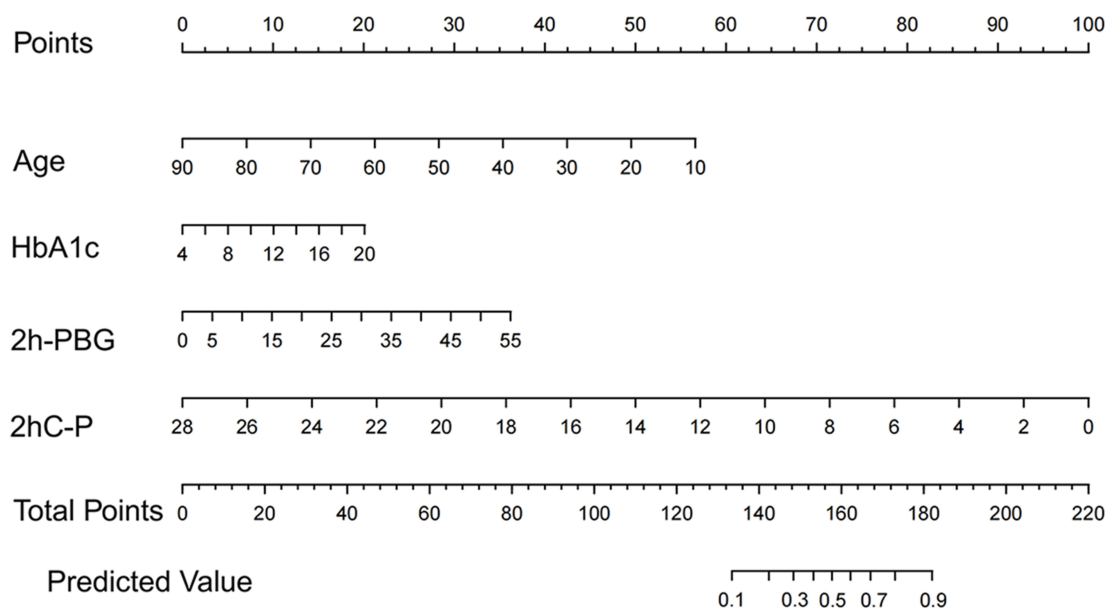 0 10 20 30 40 50 60 70 80 90 100
Points
Age
90 80 70 60 50 40 30 20 10
HbA1c
4 8 12 16 20
2h-PBG
0 5 15 25 35 45 55
2hC-P
28 26 24 22 20 18 16 14 12 10 8 6 4 2 0
Total Points
0 20 40 60 80 100 120 140 160 180 200 220
Predicted Value
0.1 0.3 0.5 0.7 0.9